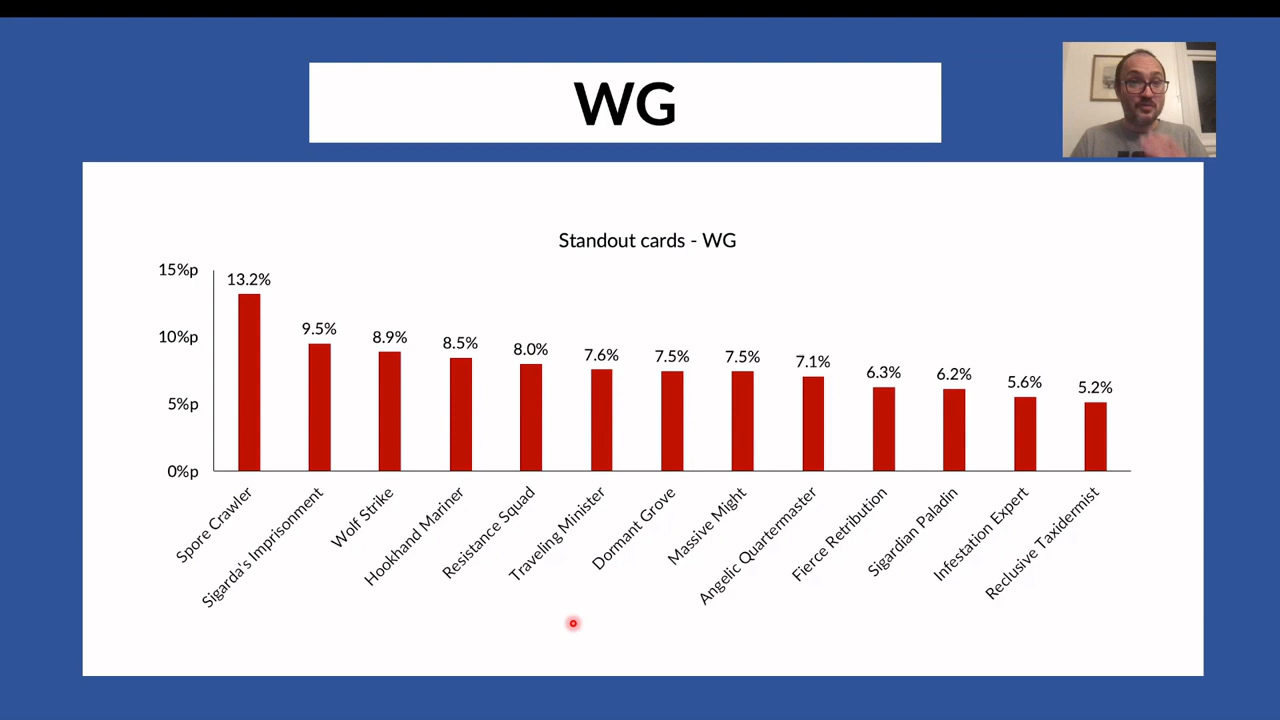 WG
Standout cards - WG
15%p
10%p
5%p
0%p
13.2%
9.5%
8.9%
8.5%
8.0%
7.6%
7.5%
7.5%
7.1%
6.3%
6.2%
5.6%
5.2%
Spore Crawler
Sigarda's Imprisonment
Wolf Strike
Hookhand Mariner
Resistance Squad
Traveling Minister
Dormant Grove
Massive Might
Angelic Quartermaster
Fierce Retribution
Sigardian Paladin
Infestation Expert
Reclusive Taxidermist